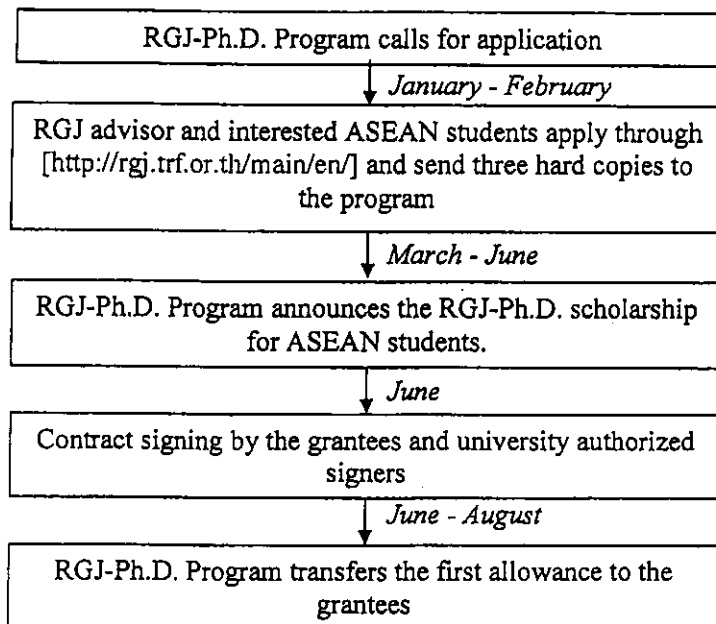 RGJ-Ph.D. Program calls for application
January - February
RGJ advisor and interested ASEAN students apply through
[http://rgj.trf.or.th/main/en/] and send three hard copies to
the program
March - June
RGJ-Ph.D. Program announces the RGJ-Ph.D. scholarship
for ASEAN students.
June
Contract signing by the grantees and university authorized
signers
June - August
RGJ-Ph.D. Program transfers the first allowance to the
grantees